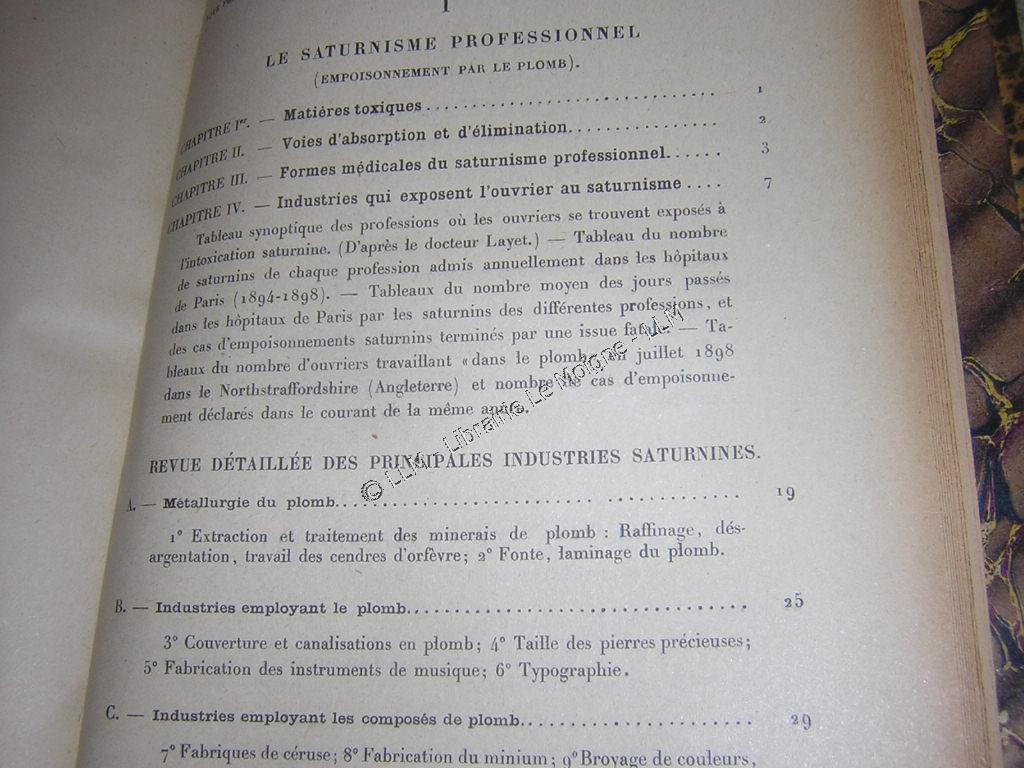 I
LE SATURNISME PROFESSIONNEL
(EMPOISONNEMENT PAR LE PLOMB).
CHAPITRE Ier. — Matières toxiques .......... 1
CHAPITRE II. — Voies d'absorption et d'élimination.......... 2
CHAPITRE III. — Formes médicales du saturnisme professionnel...... 3
CHAPITRE IV. — Industries qui exposent l'ouvrier au saturnisme .... 7
Tableau synoptique des professions où les ouvriers se trouvent exposés à
l'intoxication saturnine. (D'après le docteur Layet.) — Tableau du nombre
de saturnins de chaque profession admis annuellement dans les hôpitaux
de Paris (1894-1898). — Tableaux du nombre moyen des jours passés
dans les hôpitaux de Paris par les saturnins des différentes professions, et
des cas d'empoisonnements saturnins terminés par une issue fatale. — Ta-
bleaux du nombre d'ouvriers travaillant « dans le plomb » en juillet 1898
dans le Northstraffordshire (Angleterre) et nombre de cas d'empoisonne-
ment déclarés dans le courant de la même année.
REVUE DÉTAILLÉE DES PRINCIPALES INDUSTRIES SATURNINES.
A. — Métallurgie du plomb.......... 19
1° Extraction et traitement des minerais de plomb : Raffinage, dés-
argentation, travail des cendres d'orfèvre; 2° Fonte, laminage du plomb.
B. — Industries employant le plomb.......... 25
3° Couverture et canalisations en plomb; 4° Taille des pierres précieuses;
5° Fabrication des instruments de musique; 6° Typographie.
C. — Industries employant les composés de plomb.......... 29
7° Fabriques de céruse; 8° Fabrication du minium; 9° Broyage de couleurs,
Librairie Le Moigne - LLM